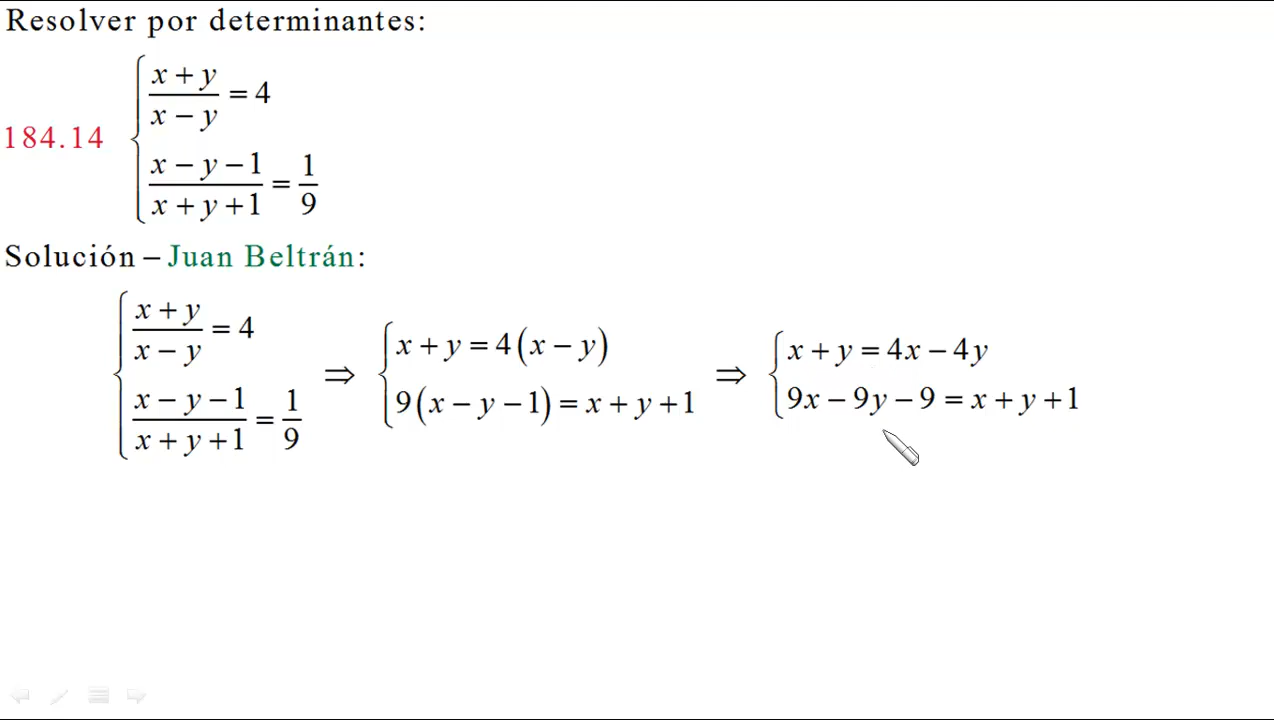 Resolver por determinantes:
184.14 { (x + y)/(x − y) = 4
(x − y − 1)/(x + y + 1) = 1/9
Solución – Juan Beltrán:
{ (x + y)/(x − y) = 4 ⇒ { x + y = 4(x − y) ⇒ { x + y = 4x − 4y
(x − y − 1)/(x + y + 1) = 1/9 9(x − y − 1) = x + y + 1 9x − 9y − 9 = x + y + 1